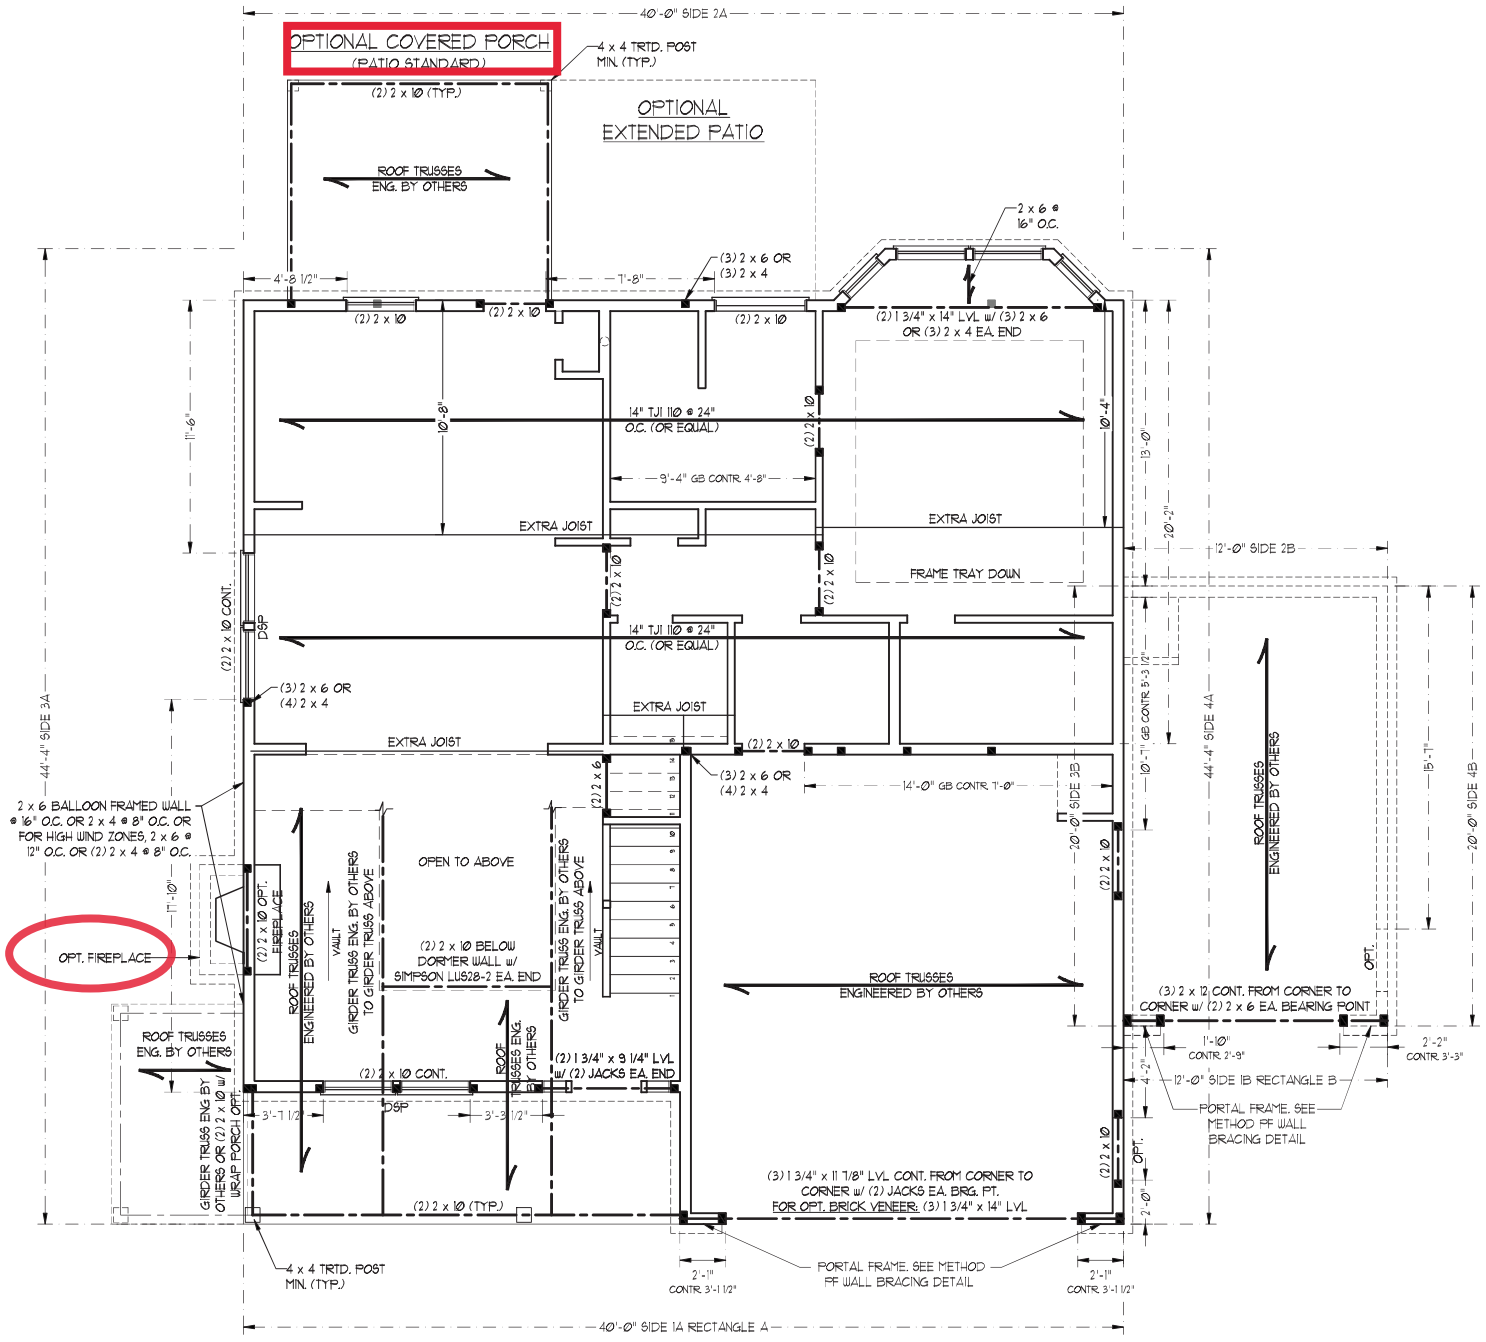 40'-0" SIDE 2A
OPTIONAL COVERED PORCH
(PATIO STANDARD)
4 x 4 TRTD. POST
MIN. (TYP.)
(2) 2 x 10 (TYP.)
OPTIONAL
EXTENDED PATIO
ROOF TRUSSES
ENG. BY OTHERS
2 x 6 @
16" O.C.
(3) 2 x 6 OR
(3) 2 x 4
4'-8 1/2"
7'-8"
(2) 2 x 10
(2) 2 x 10
(2) 2 x 10
(2) 1 3/4" x 14" LVL w/ (3) 2 x 6
OR (3) 2 x 4 EA. END
11'-6"
10'-8"
14" TJI 110 @ 24"
O.C. (OR EQUAL)
(2) 2 x 10
10'-4"
13'-0"
20'-2"
9'-4" GB CONTR. 4'-8"
EXTRA JOIST
EXTRA JOIST
12'-0" SIDE 2B
FRAME TRAY DOWN
(2) 2 x 10 CONT.
DSP
(2) 2 x 10
(2) 2 x 10
14" TJI 110 @ 24"
O.C. (OR EQUAL)
(3) 2 x 6 OR
(4) 2 x 4
EXTRA JOIST
EXTRA JOIST
(2) 2 x 10
44'-4" SIDE 3A
10'-7" GB CONTR. 5'-3 1/2"
44'-4" SIDE 4A
15'-7"
20'-0" SIDE 4B
20'-0" SIDE 3B
ROOF TRUSSES
ENGINEERED BY OTHERS
(2) 2 x 6
(3) 2 x 6 OR
(4) 2 x 4
14'-0" GB CONTR. 7'-0"
2 x 6 BALLOON FRAMED WALL
@ 16" O.C. OR 2 x 4 @ 8" O.C. OR
FOR HIGH WIND ZONES, 2 x 6 @
12" O.C. OR (2) 2 x 4 @ 8" O.C.
17'-10"
OPT. FIREPLACE
(2) 2 x 10 OPT.
FIREPLACE
ROOF TRUSSES
ENGINEERED BY OTHERS
VAULT
GIRDER TRUSS ENG. BY OTHERS
TO GIRDER TRUSS ABOVE
OPEN TO ABOVE
(2) 2 x 10 BELOW
DORMER WALL w/
SIMPSON LUS28-2 EA. END
GIRDER TRUSS ENG. BY OTHERS
TO GIRDER TRUSS ABOVE
VAULT
(2) 2 x 10
ROOF TRUSSES
ENGINEERED BY OTHERS
OPT.
(3) 2 x 12 CONT. FROM CORNER TO
CORNER w/ (2) 2 x 6 EA. BEARING POINT
1'-10"
CONTR. 2'-9"
2'-2"
CONTR. 3'-3"
12'-0" SIDE 1B RECTANGLE B
PORTAL FRAME. SEE
METHOD PF WALL
BRACING DETAIL
ROOF TRUSSES
ENG. BY OTHERS
GIRDER TRUSS ENG BY
OTHERS OR (2) 2 x 10 w/
WRAP PORCH OPT.
ROOF
TRUSSES ENG.
BY OTHERS
(2) 2 x 10 CONT.
(2) 1 3/4" x 9 1/4" LVL
w/ (2) JACKS EA. END
3'-7 1/2"
DSP
3'-3 1/2"
4'-2"
(2) 2 x 10
OPT.
2'-0"
(3) 1 3/4" x 11 7/8" LVL CONT. FROM CORNER TO
CORNER w/ (2) JACKS EA. BRG. PT.
FOR OPT. BRICK VENEER: (3) 1 3/4" x 14" LVL
(2) 2 x 10 (TYP.)
4 x 4 TRTD. POST
MIN. (TYP.)
PORTAL FRAME. SEE METHOD
PF WALL BRACING DETAIL
2'-1"
CONTR. 3'-1 1/2"
2'-1"
CONTR. 3'-1 1/2"
40'-0" SIDE 1A RECTANGLE A